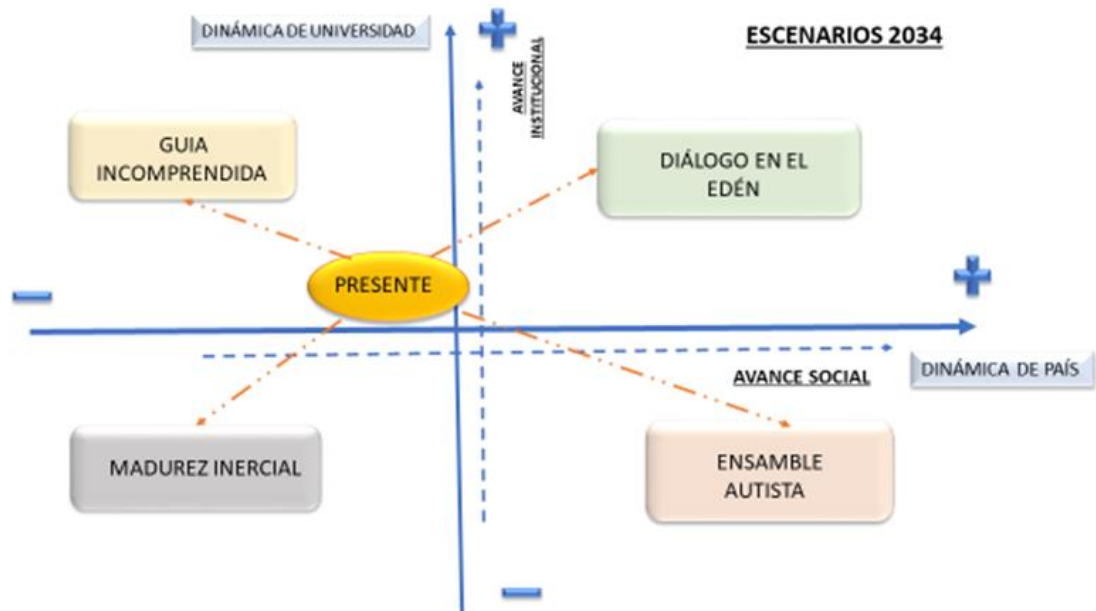 DINÁMICA DE UNIVERSIDAD
ESCENARIOS 2034
AVANCE
INSTITUCIONAL
GUIA
INCOMPRENDIDA
DIÁLOGO EN EL
EDÉN
PRESENTE
AVANCE SOCIAL
DINÁMICA DE PAÍS
MADUREZ INERCIAL
ENSAMBLE
AUTISTA